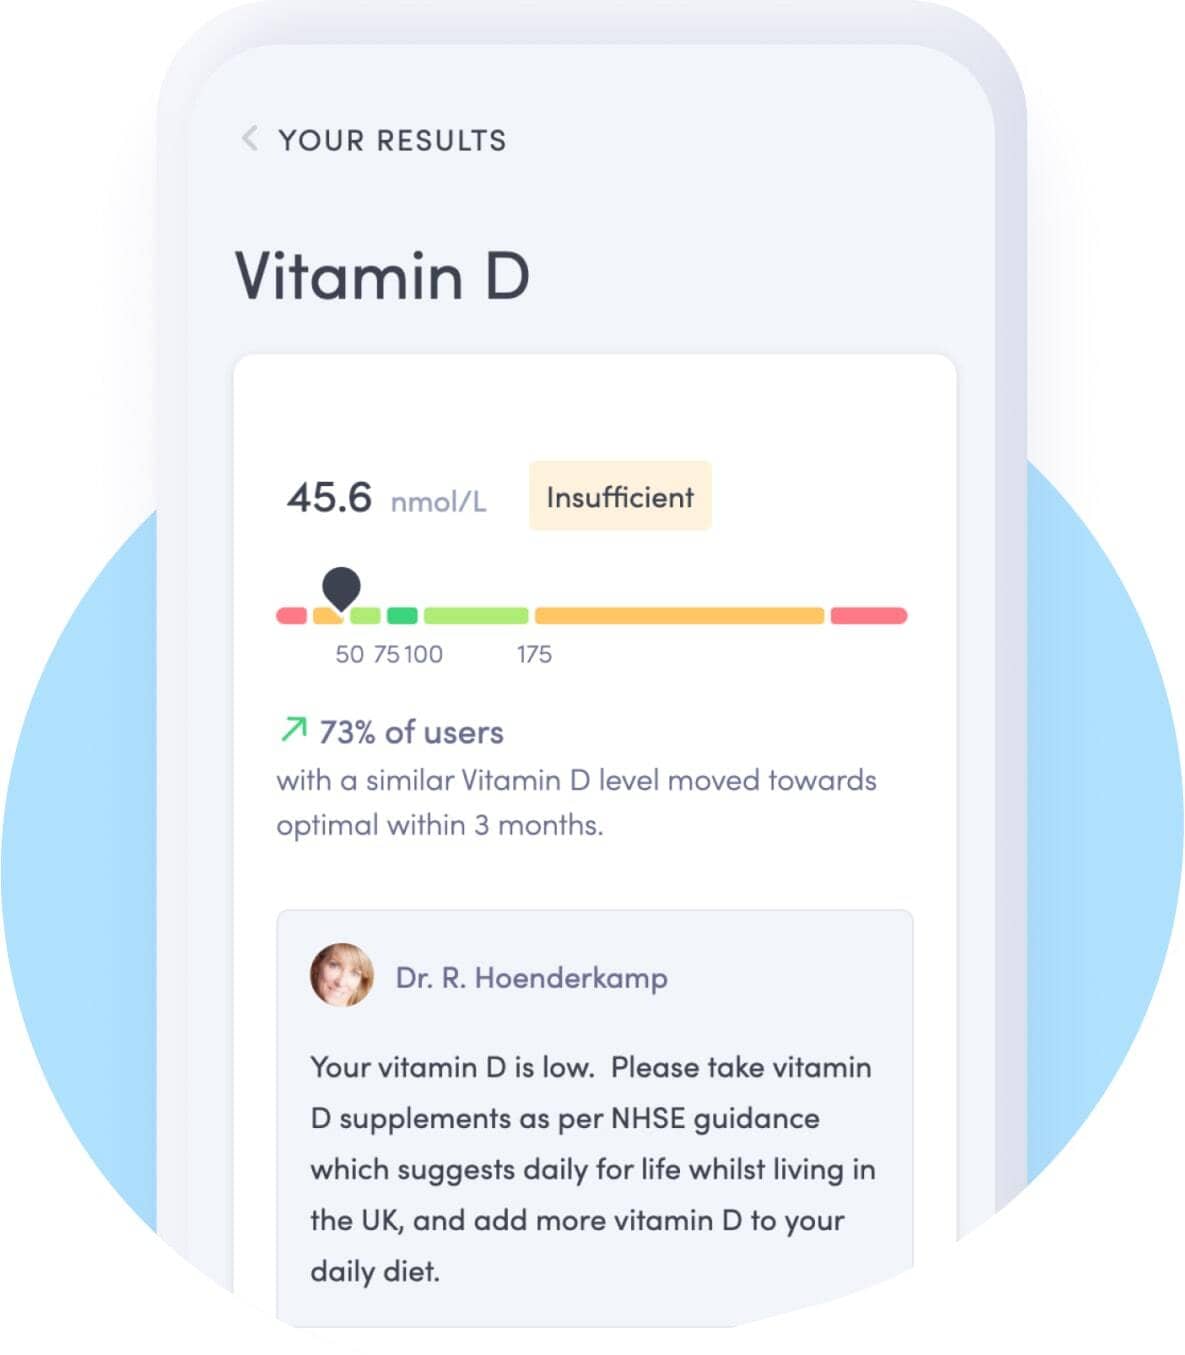 YOUR RESULTS
Vitamin D
45.6 nmol/L Insufficient
50 75 100 175
73% of users
with a similar Vitamin D level moved towards
optimal within 3 months.
Dr. R. Hoenderkamp
Your vitamin D is low. Please take vitamin
D supplements as per NHSE guidance
which suggests daily for life whilst living in
the UK, and add more vitamin D to your
daily diet.